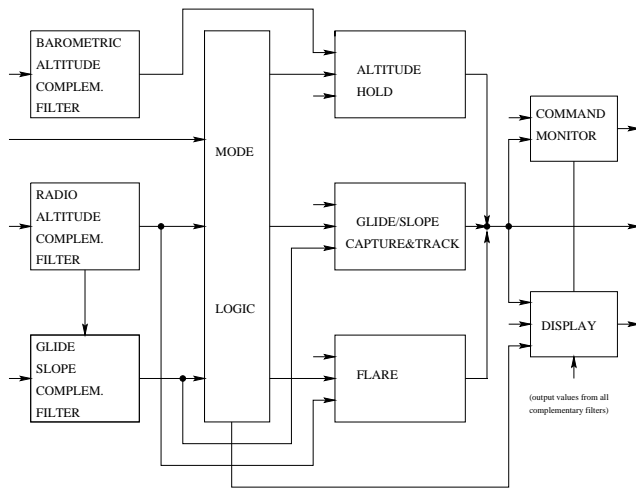 BAROMETRIC
ALTITUDE
COMPLEM.
FILTER
ALTITUDE
HOLD
COMMAND
MONITOR
MODE
LOGIC
RADIO
ALTITUDE
COMPLEM.
FILTER
GLIDE/SLOPE
CAPTURE&TRACK
GLIDE
SLOPE
COMPLEM.
FILTER
FLARE
DISPLAY
(output values from all
complementary filters)